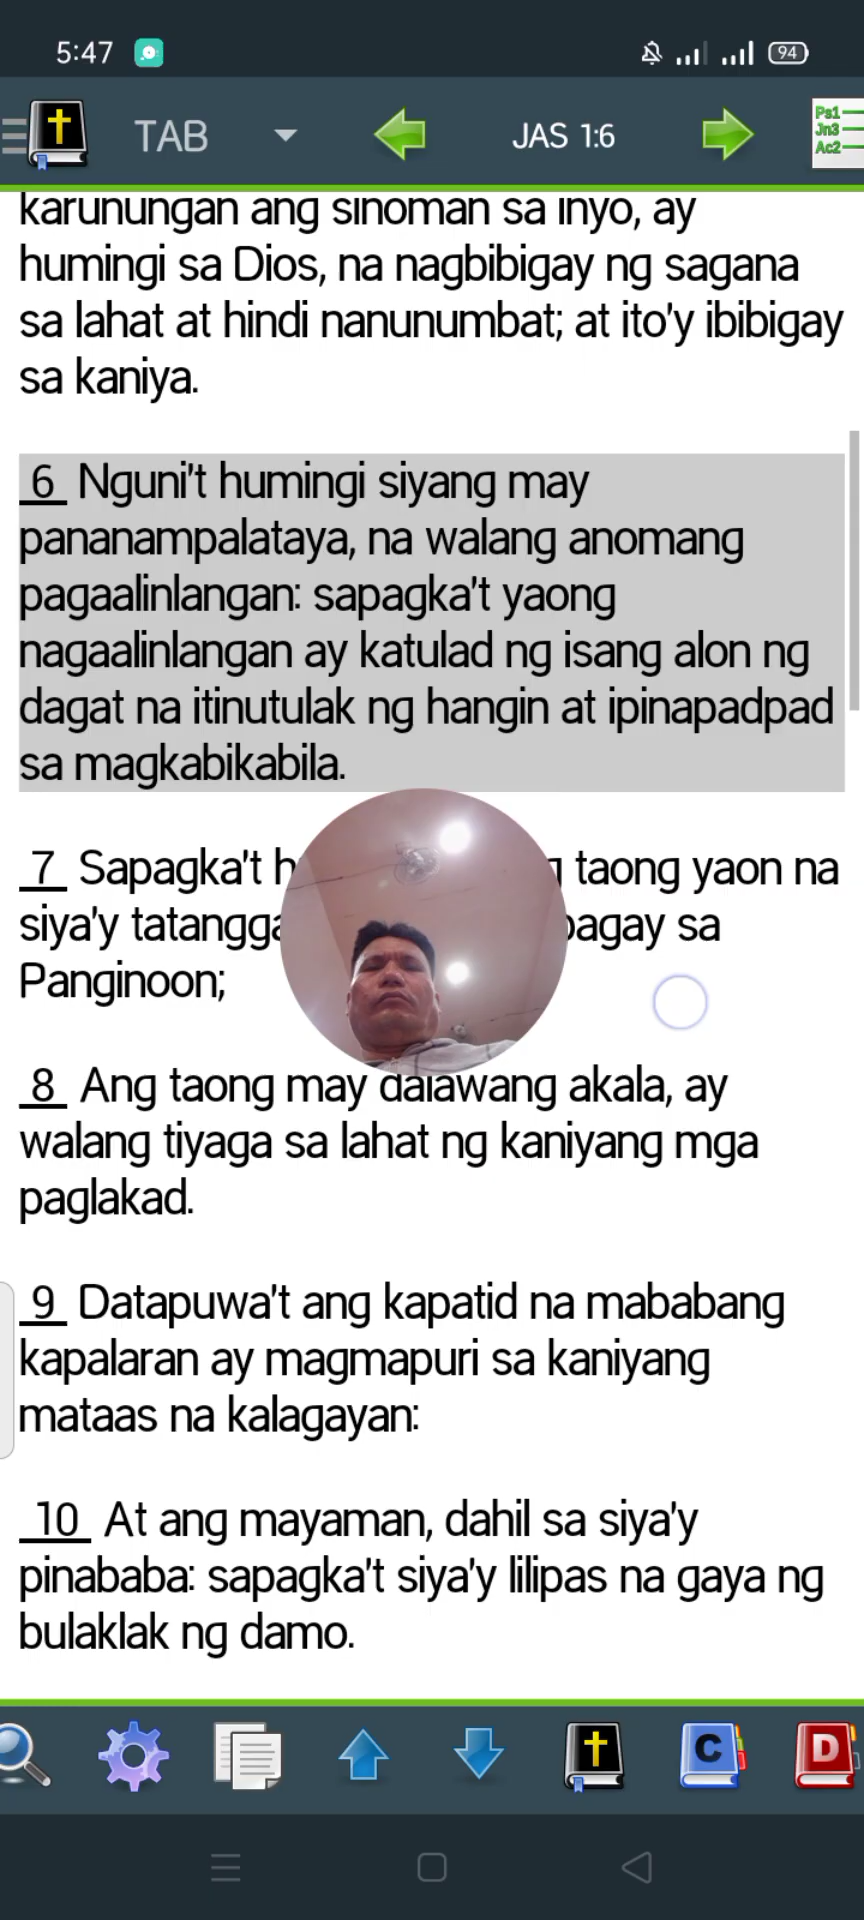 5:47
94
TAB
JAS 1:6
Ps1
Jn3
Ac2
karunungan ang sinoman sa inyo, ay
humingi sa Dios, na nagbibigay ng sagana
sa lahat at hindi nanunumbat; at ito'y ibibigay
sa kaniya.
6 Nguni't humingi siyang may
pananampalataya, na walang anomang
pagaalinlangan: sapagka't yaong
nagaalinlangan ay katulad ng isang alon ng
dagat na itinutulak ng hangin at ipinapadpad
sa magkabikabila.
7 Sapagka't taong yaon na
siya'y sa
Panginoon;
8 Ang taong may dalawang akala, ay
walang tiyaga sa lahat ng kaniyang mga
paglakad.
9 Datapuwa't ang kapatid na mababang
kapalaran ay magmapuri sa kaniyang
mataas na kalagayan:
10 At ang mayaman, dahil sa siya'y
pinababa: sapagka't siya'y lilipas na gaya ng
bulaklak ng damo.
C
D